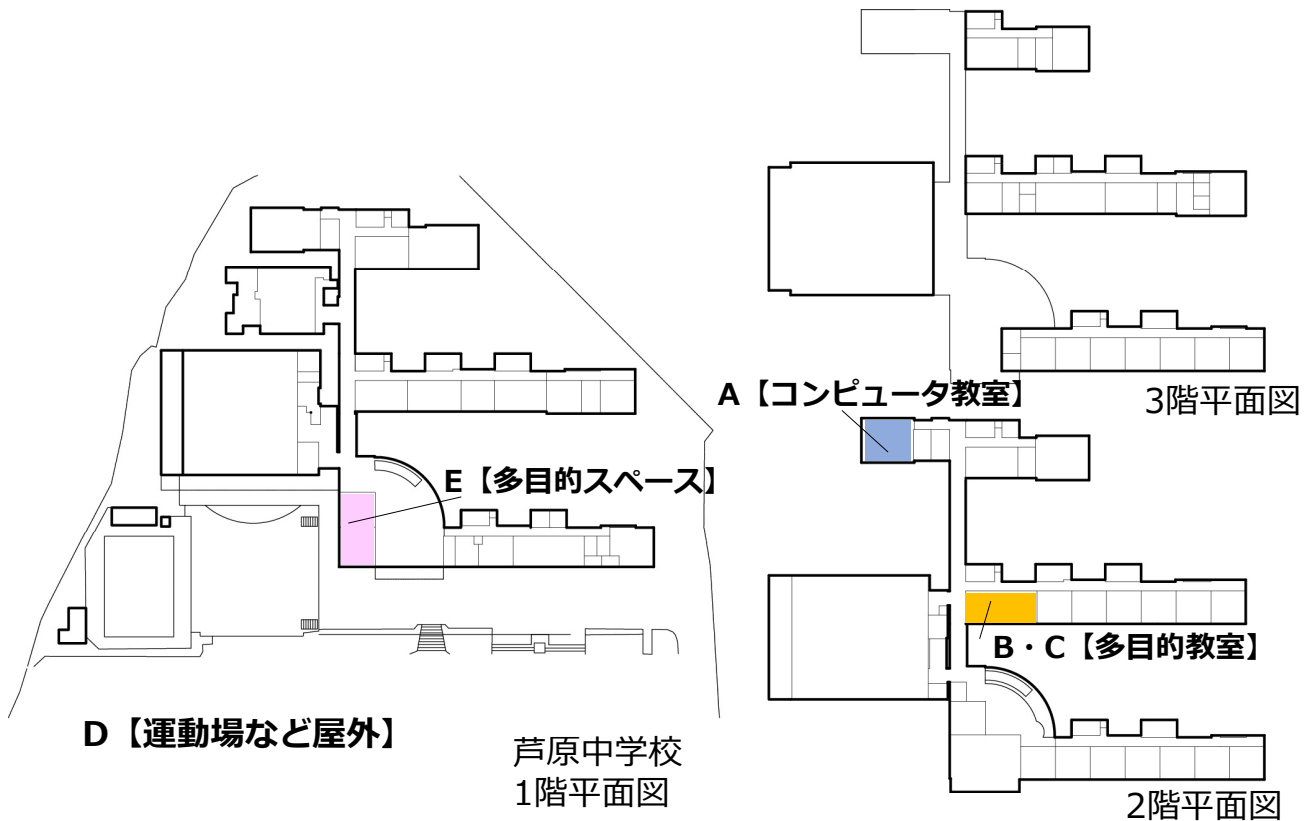 3階平面図
A【コンピュータ教室】
E【多目的スペース】
B・C【多目的教室】
D【運動場など屋外】
芦原中学校
1階平面図
2階平面図